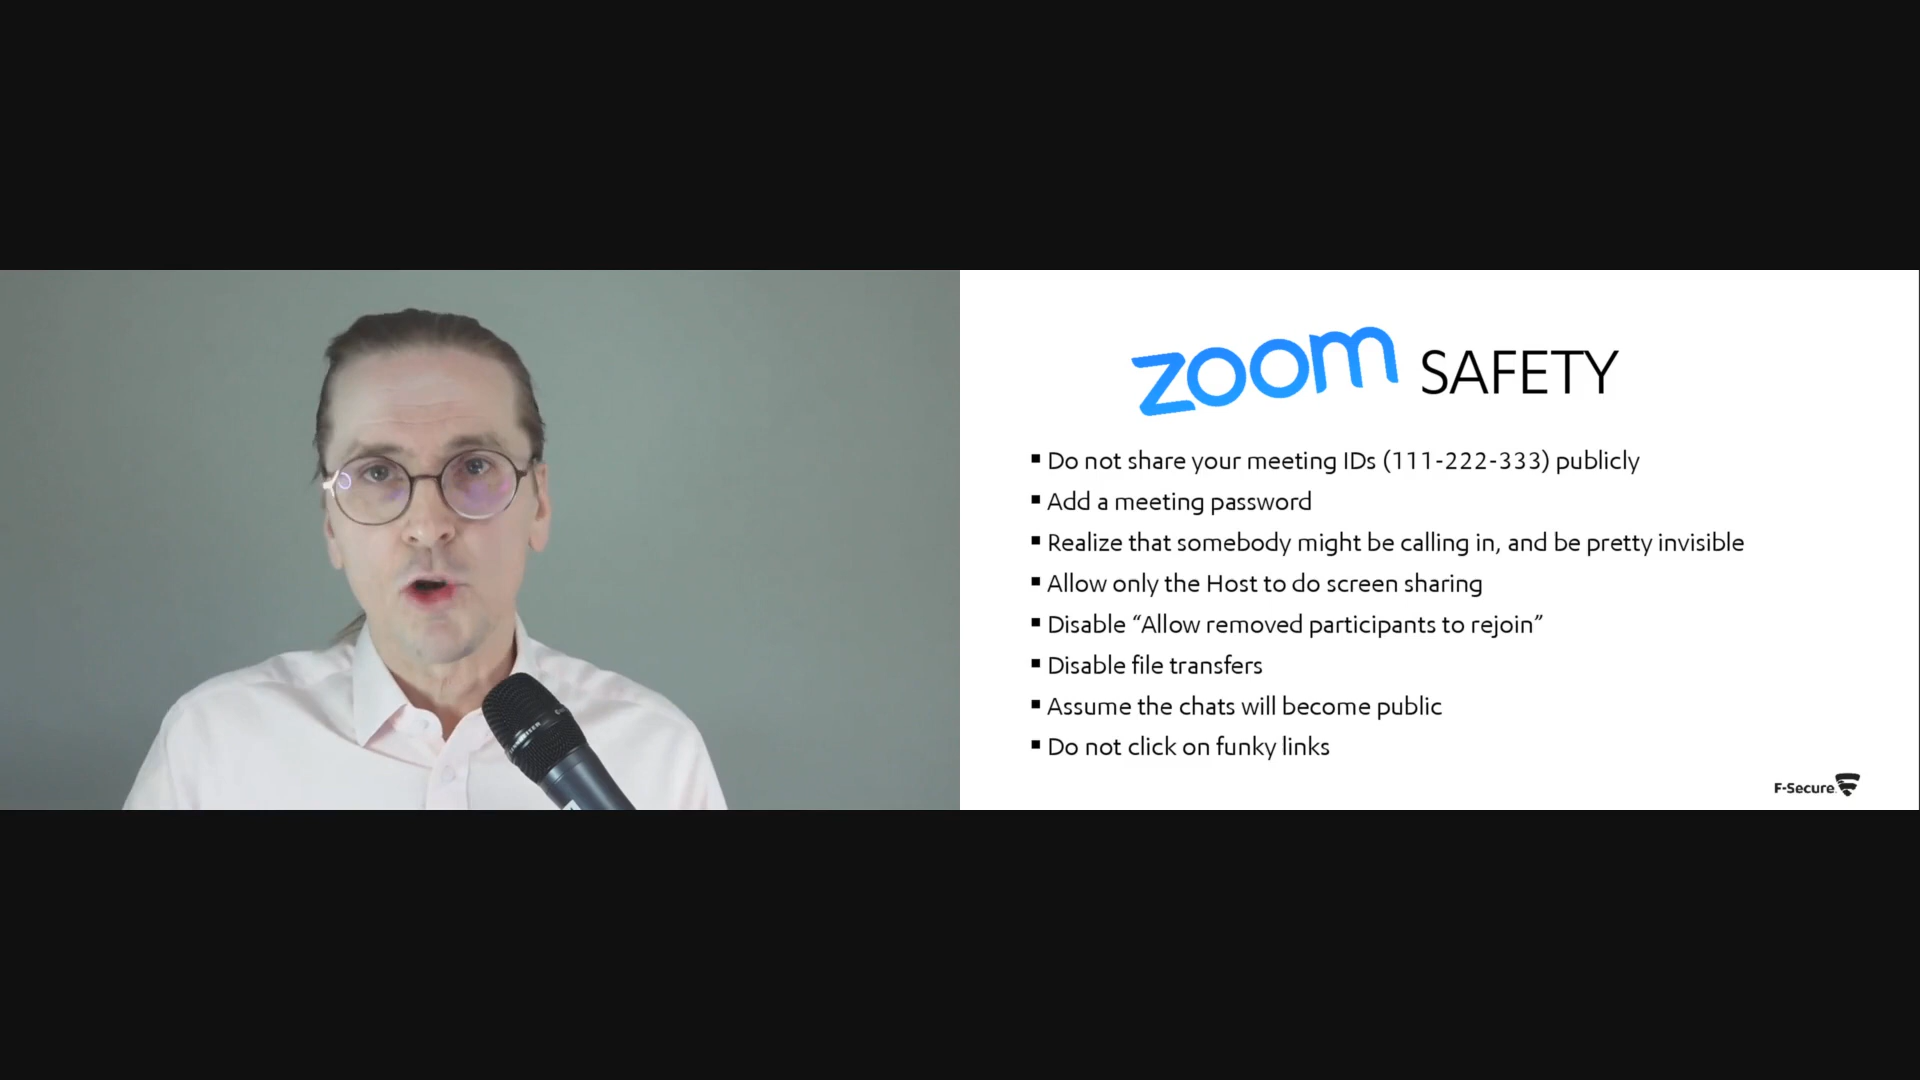 zoom SAFETY
Do not share your meeting IDs (111-222-333) publicly
Add a meeting password
Realize that somebody might be calling in, and be pretty invisible
Allow only the Host to do screen sharing
Disable “Allow removed participants to rejoin”
Disable file transfers
Assume the chats will become public
Do not click on funky links
F-Secure